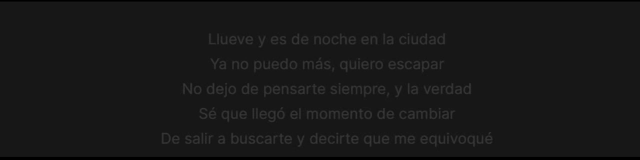 Llueve y es de noche en la ciudad
Ya no puedo más, quiero escapar
No dejo de pensarte siempre, y la verdad
Sé que llegó el momento de cambiar
De salir a buscarte y decirte que me equivoqué